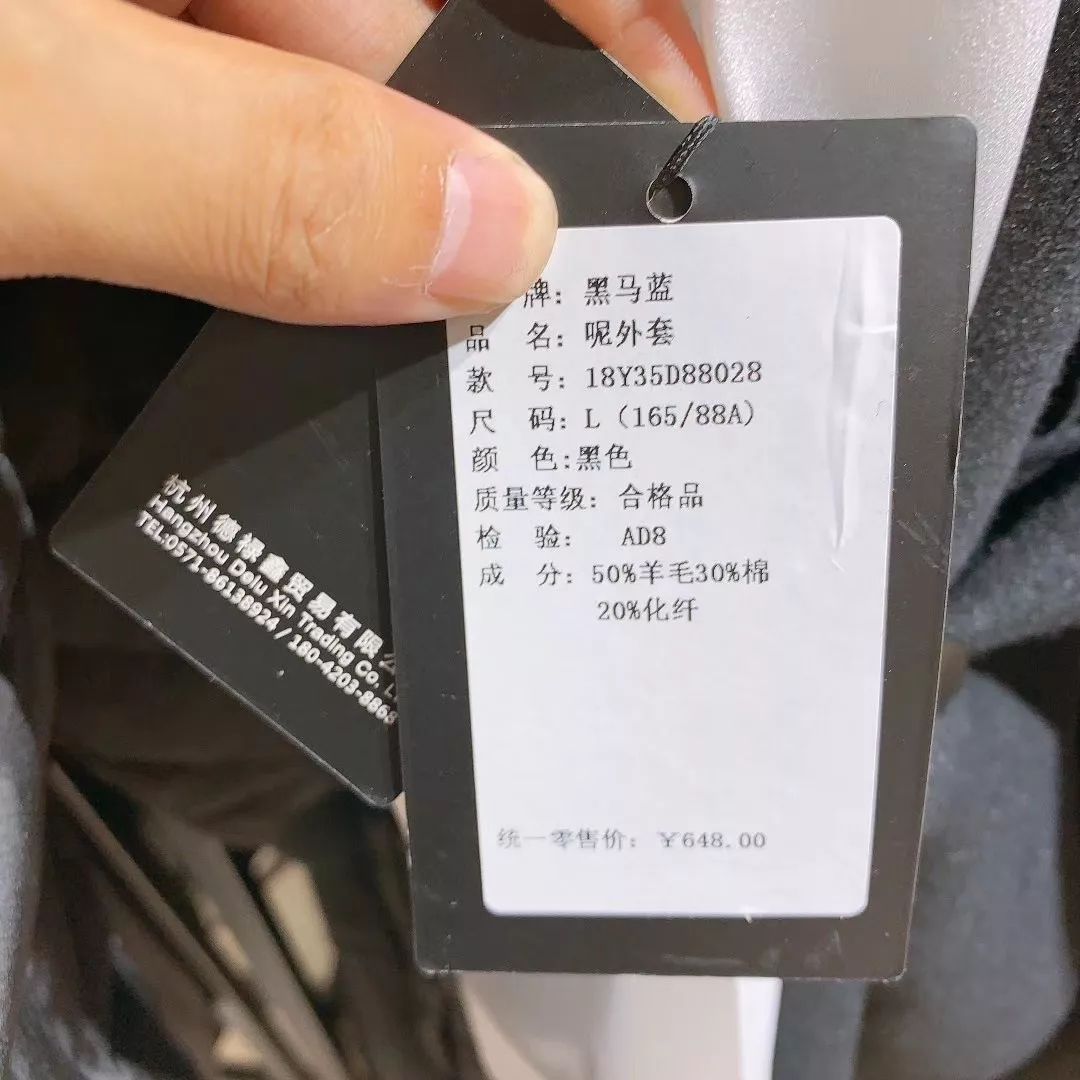 牌: 黑马蓝
品 名: 呢外套
款 号: 18Y35D88028
尺 码: L (165/88A)
颜 色:黑色
质量等级: 合格品
检 验: AD8
成 分: 50%羊毛30%棉
20%化纤
统一零售价: ¥648.00
杭州德禄鑫贸易有限
Hangzhou Delu Xin Trading Co.
TEL:0571-86138924 / 180-4203-8868